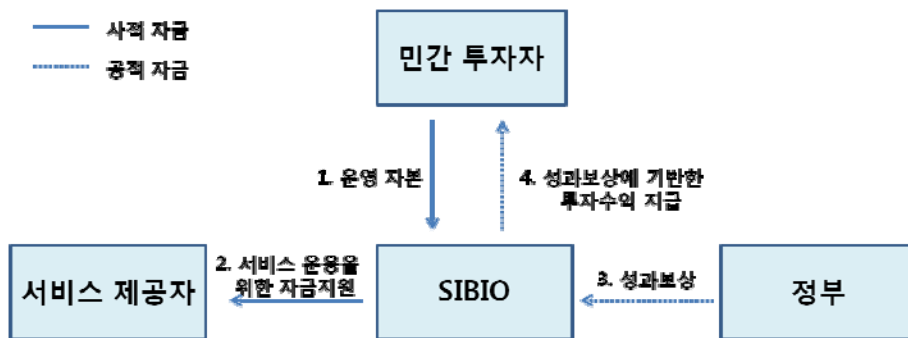 사적 자금
공적 자금
민간 투자자
1. 운영 자본
4. 성과보상에 기반한
투자수익 지급
서비스 제공자
2. 서비스 운용을
위한 자금지원
SIBIO
3. 성과보상
정부